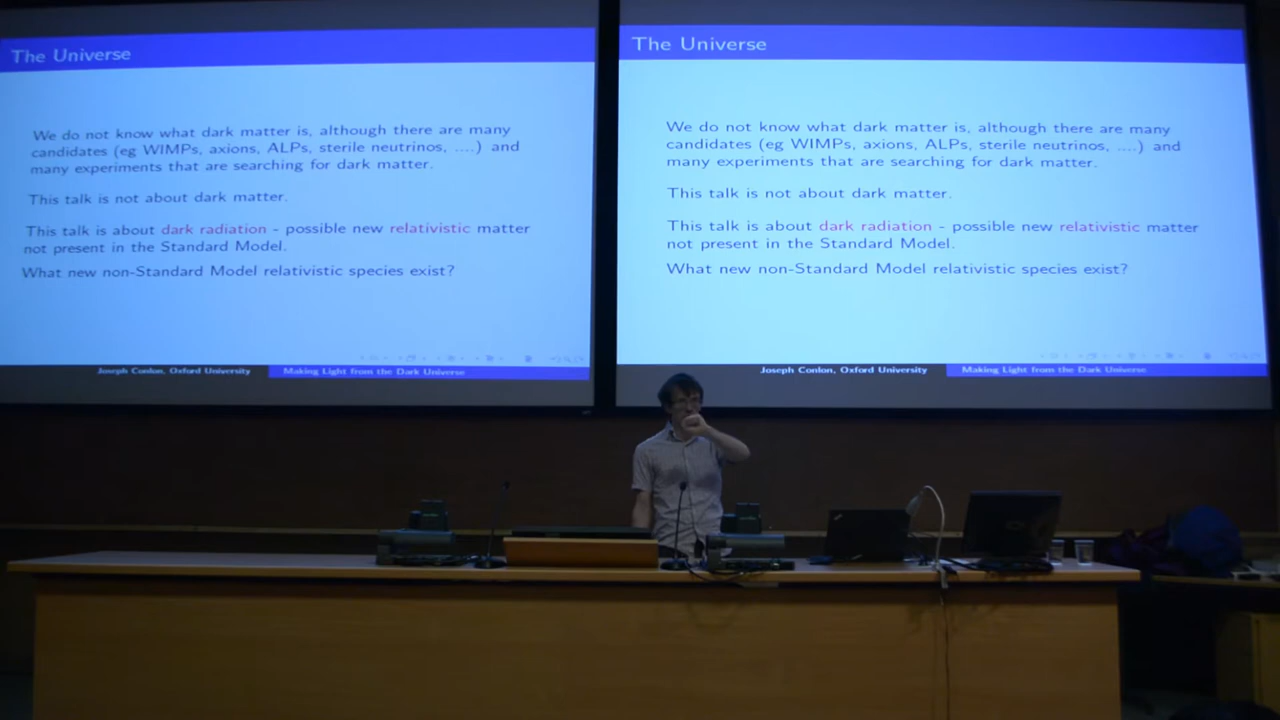 The Universe
We do not know what dark matter is, although there are many
candidates (eg WIMPs, axions, ALPs, sterile neutrinos, ....) and
many experiments that are searching for dark matter.
This talk is not about dark matter.
This talk is about dark radiation - possible new relativistic matter
not present in the Standard Model.
What new non-Standard Model relativistic species exist?
Joseph Conlon, Oxford University
Making Light from the Dark Universe
The Universe
We do not know what dark matter is, although there are many
candidates (eg WIMPs, axions, ALPs, sterile neutrinos, ....) and
many experiments that are searching for dark matter.
This talk is not about dark matter.
This talk is about dark radiation - possible new relativistic matter
not present in the Standard Model.
What new non-Standard Model relativistic species exist?
Joseph Conlon, Oxford University
Making Light from the Dark Universe